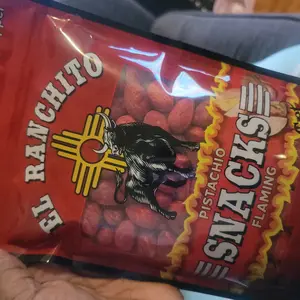 EL RANCHITO
PISTACHIO
SNACKS
FLAMING